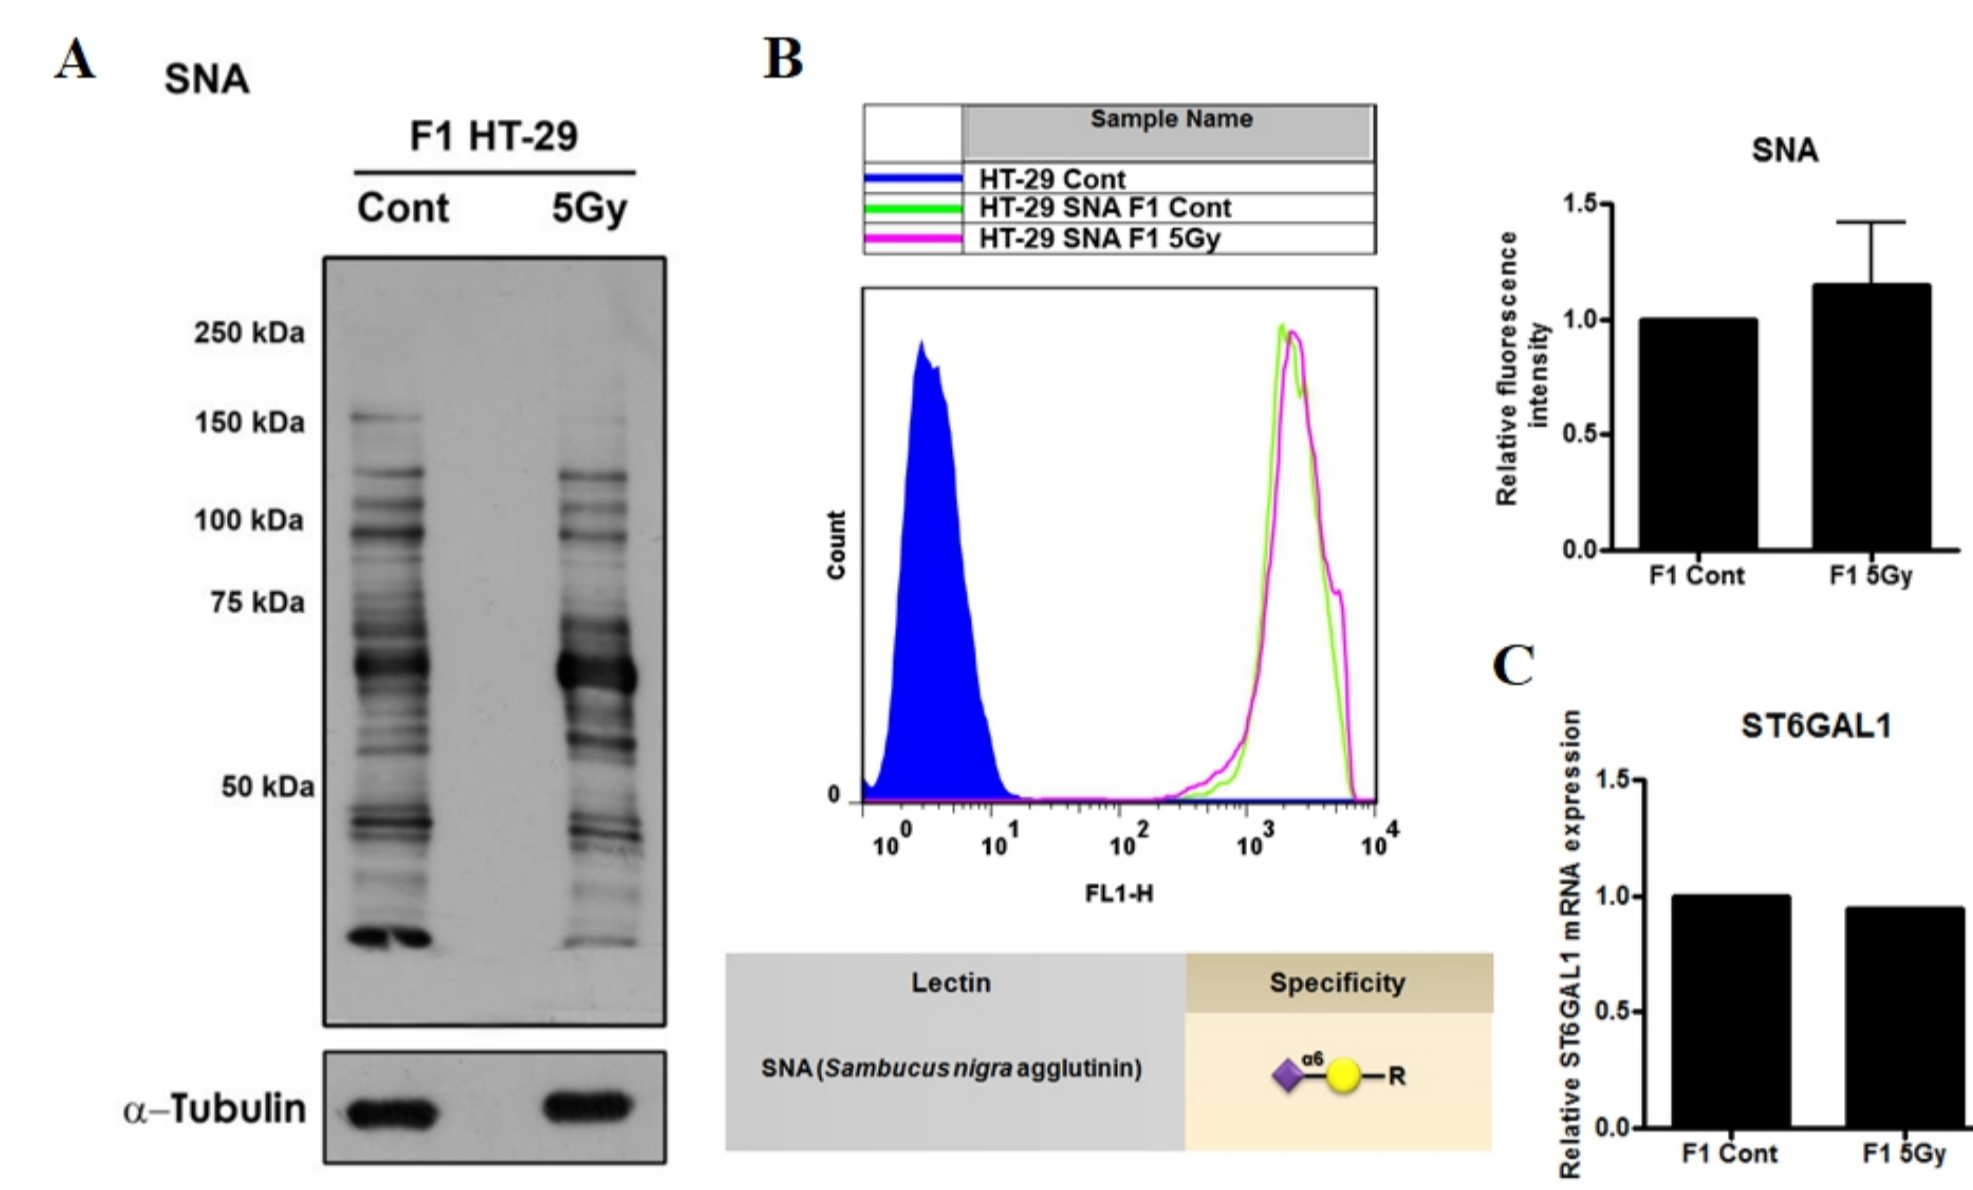 A
SNA
F1 HT-29
Cont 5Gy
250 kDa
150 kDa
100 kDa
75 kDa
50 kDa
α–Tubulin
B
Sample Name
HT-29 Cont
HT-29 SNA F1 Cont
HT-29 SNA F1 5Gy
Count
0
10^0 10^1 10^2 10^3 10^4
FL1-H
Lectin Specificity
SNA (Sambucus nigra agglutinin)
α6
R
SNA
Relative fluorescence
intensity
1.5
1.0
0.5
0.0
F1 Cont F1 5Gy
C
ST6GAL1
Relative ST6GAL1 mRNA expression
1.5
1.0
0.5
0.0
F1 Cont F1 5Gy